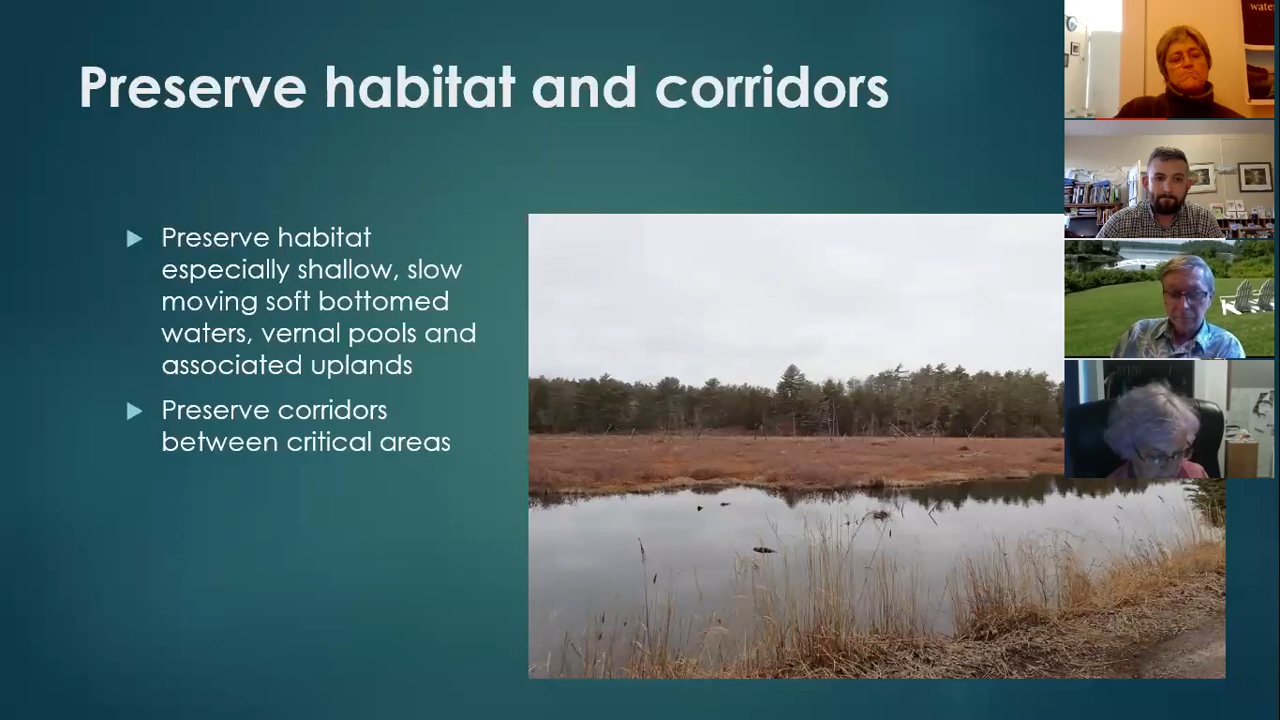 Preserve habitat and corridors
Preserve habitat
especially shallow, slow
moving soft bottomed
waters, vernal pools and
associated uplands
Preserve corridors
between critical areas